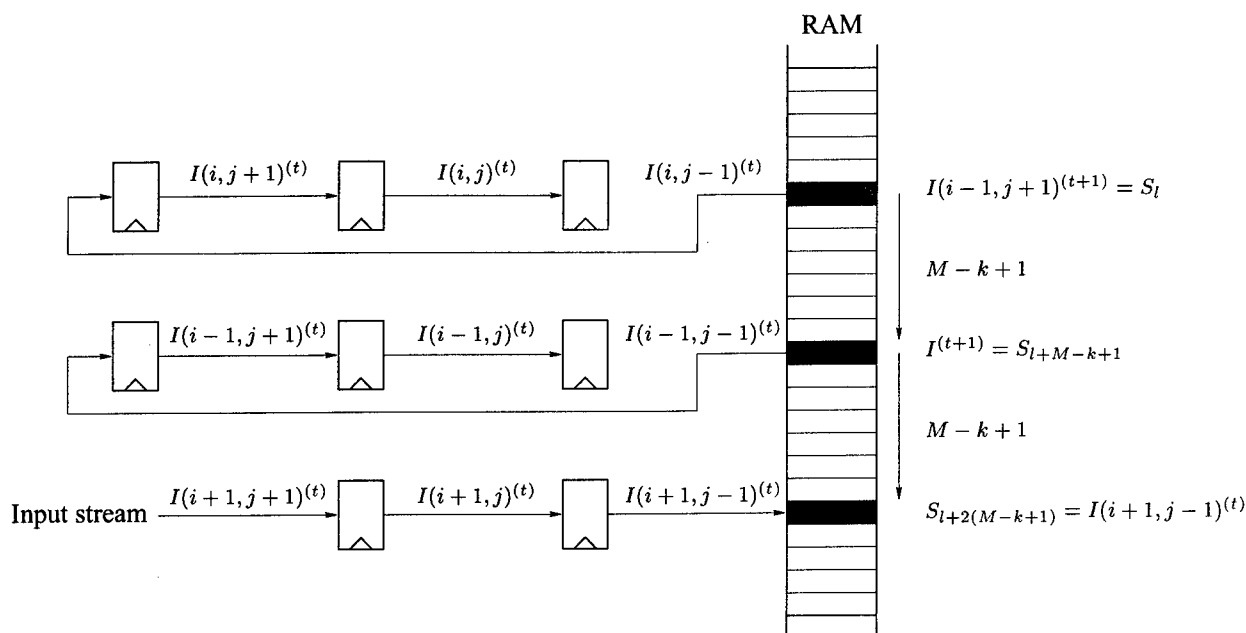 RAM
I(i, j + 1)^(t) I(i, j)^(t) I(i, j − 1)^(t) I(i − 1, j + 1)^(t+1) = S_l
M − k + 1
I(i − 1, j + 1)^(t) I(i − 1, j)^(t) I(i − 1, j − 1)^(t) I^(t+1) = S_{l+M−k+1}
M − k + 1
Input stream I(i + 1, j + 1)^(t) I(i + 1, j)^(t) I(i + 1, j − 1)^(t) S_{l+2(M−k+1)} = I(i + 1, j − 1)^(t)